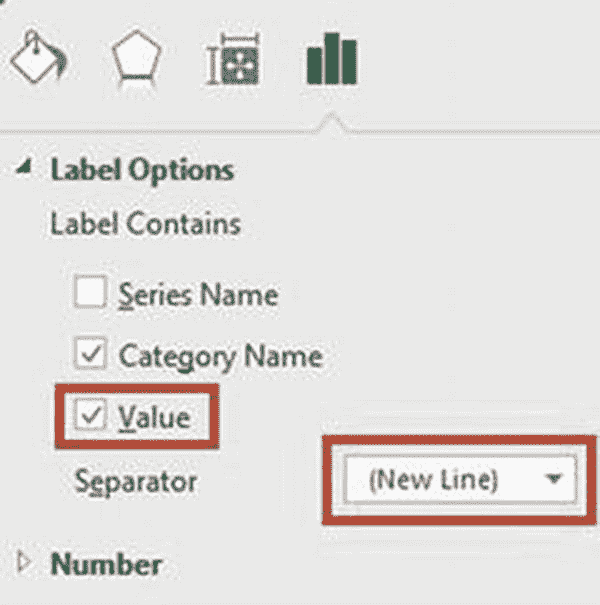 Label Options
Label Contains
Series Name
Category Name
Value
Separator (New Line)
Number